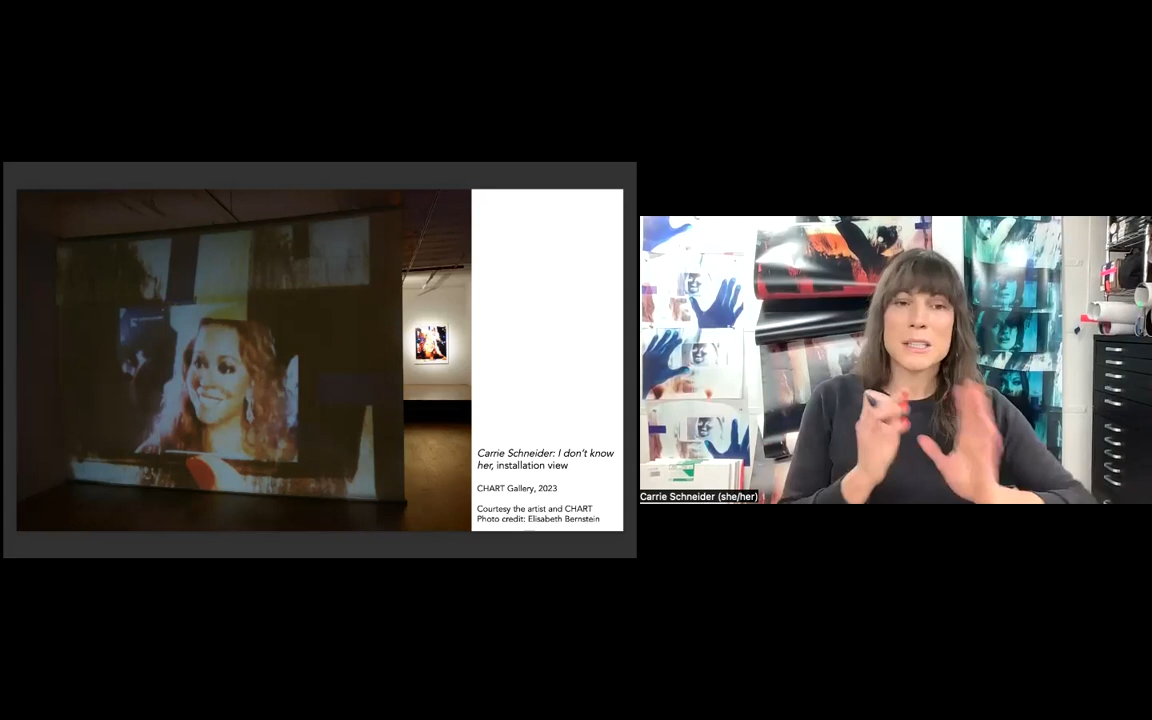 Carrie Schneider: I don't know
her, installation view
CHART Gallery, 2023
Courtesy the artist and CHART
Photo credit: Elisabeth Bernstein
Carrie Schneider (she/her)